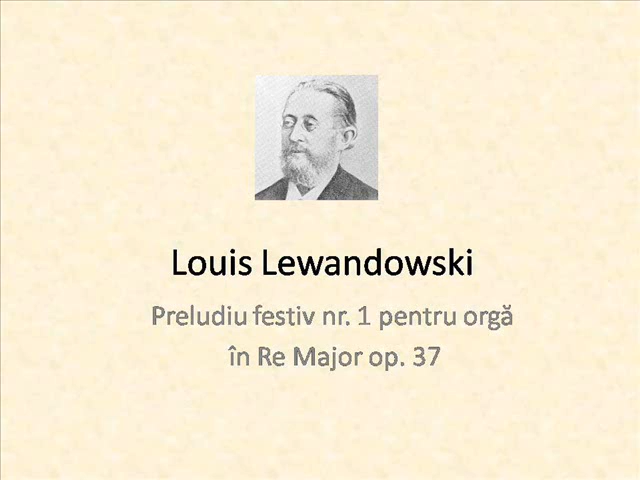 Louis Lewandowski
Preludiu festiv nr. 1 pentru orgă
în Re Major op. 37